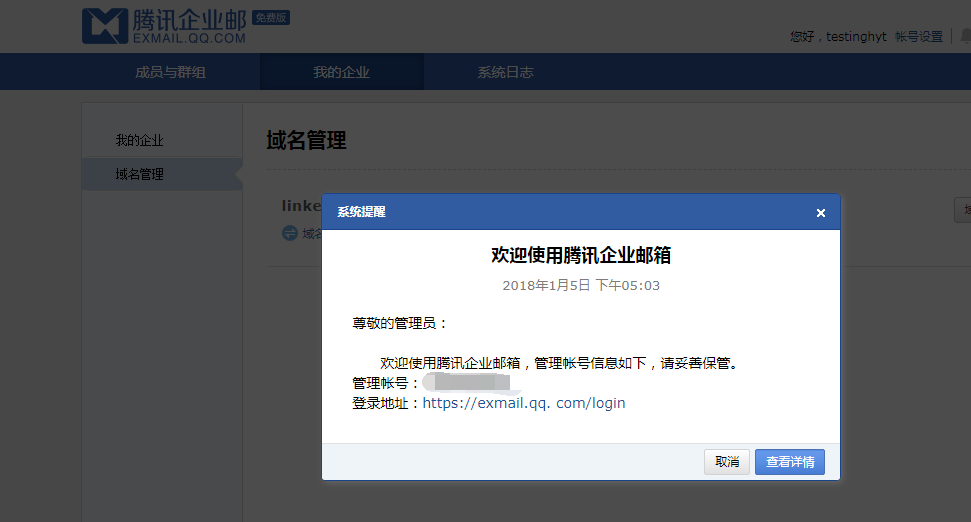 腾讯企业邮 免费版
EXMAIL.QQ.COM
您好，testinghyt 帐号设置
成员与群组 我的企业 系统日志
我的企业
域名管理
域名管理
linke
域名
系统提醒
欢迎使用腾讯企业邮箱
2018年1月5日 下午05:03
尊敬的管理员：
欢迎使用腾讯企业邮箱，管理帐号信息如下，请妥善保管。
管理帐号：
登录地址：https://exmail.qq. com/login
取消 查看详情